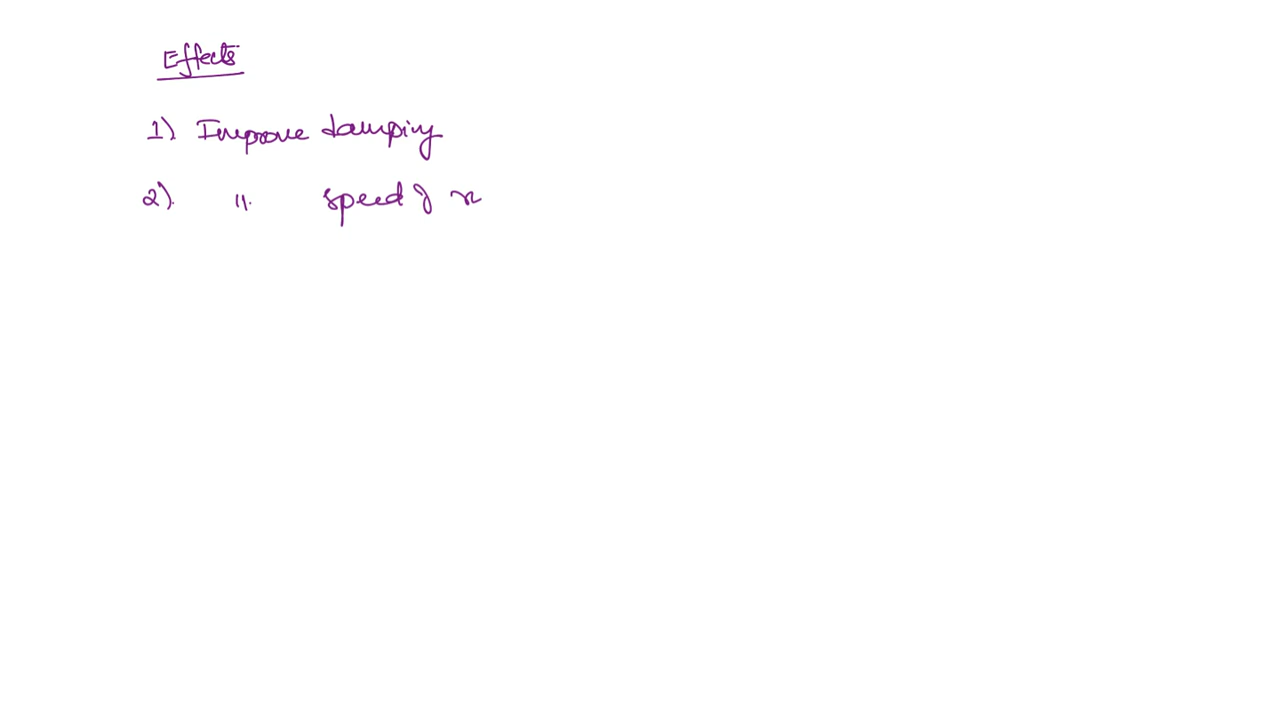 Effects
1) Improve damping
2) " speed of r